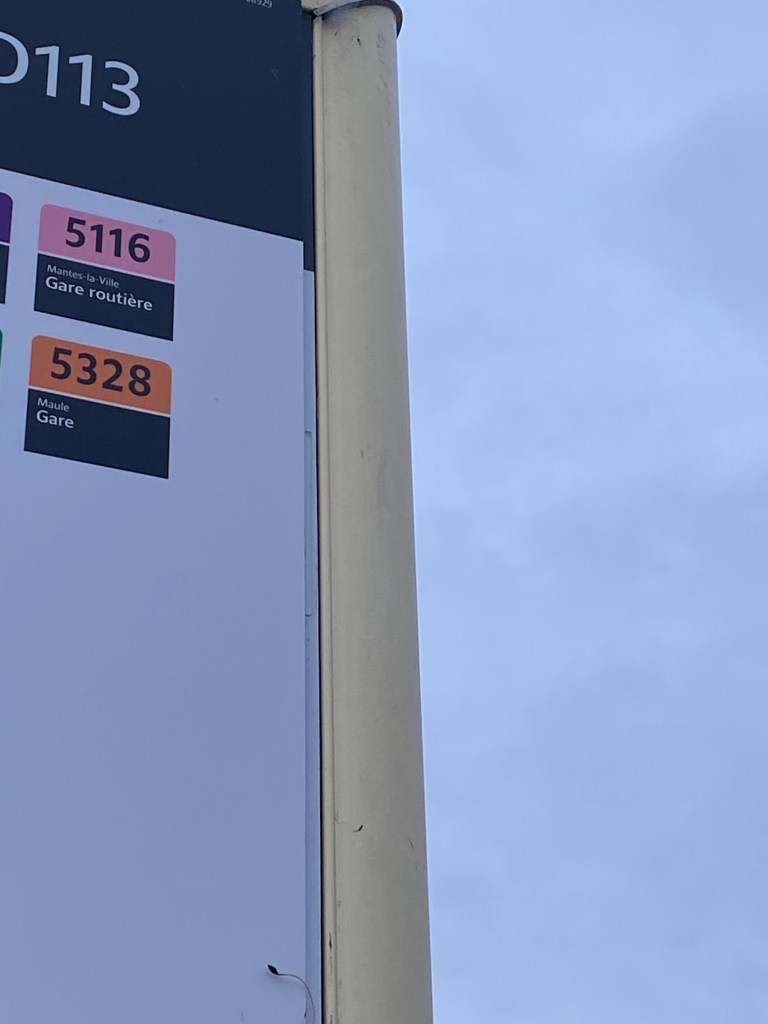 D113
5116
Mantes-la-Ville
Gare routière
5328
Maule
Gare